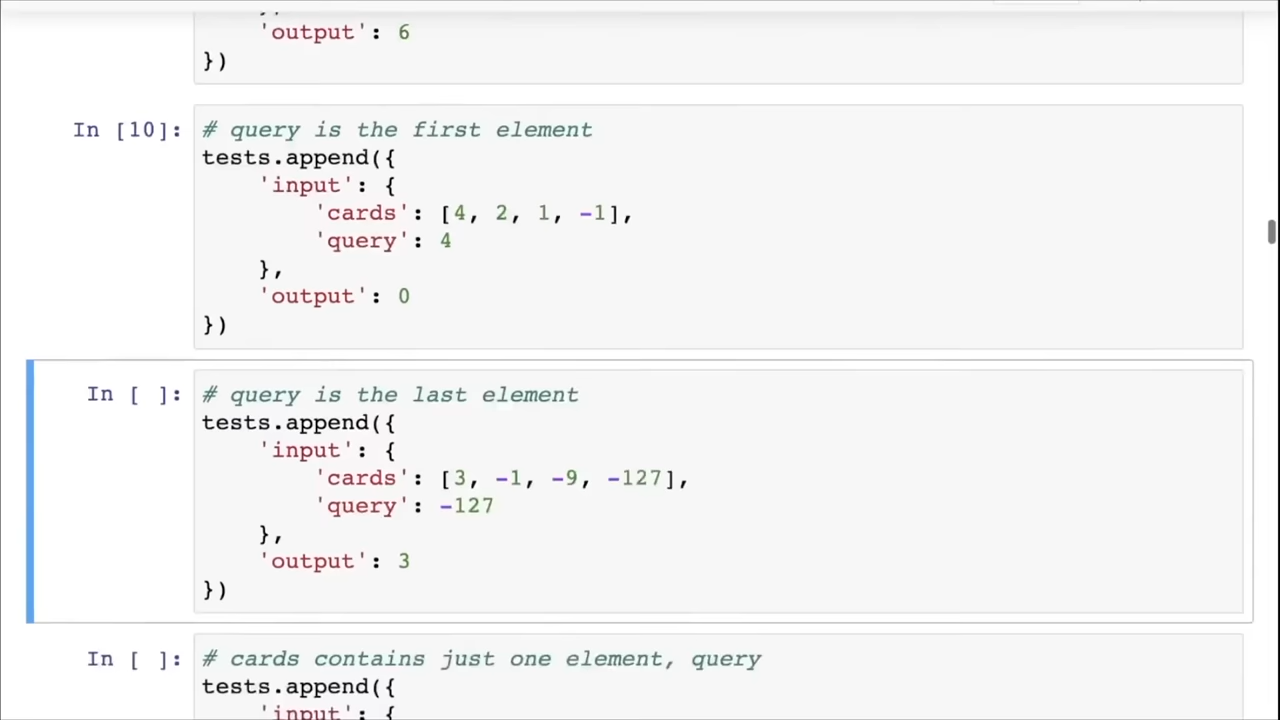 'output': 6
})
In [10]: # query is the first element
tests.append({
    'input': {
        'cards': [4, 2, 1, -1],
        'query': 4
    },
    'output': 0
})
In [ ]: # query is the last element
tests.append({
    'input': {
        'cards': [3, -1, -9, -127],
        'query': -127
    },
    'output': 3
})
In [ ]: # cards contains just one element, query
tests.append({
    'input': {